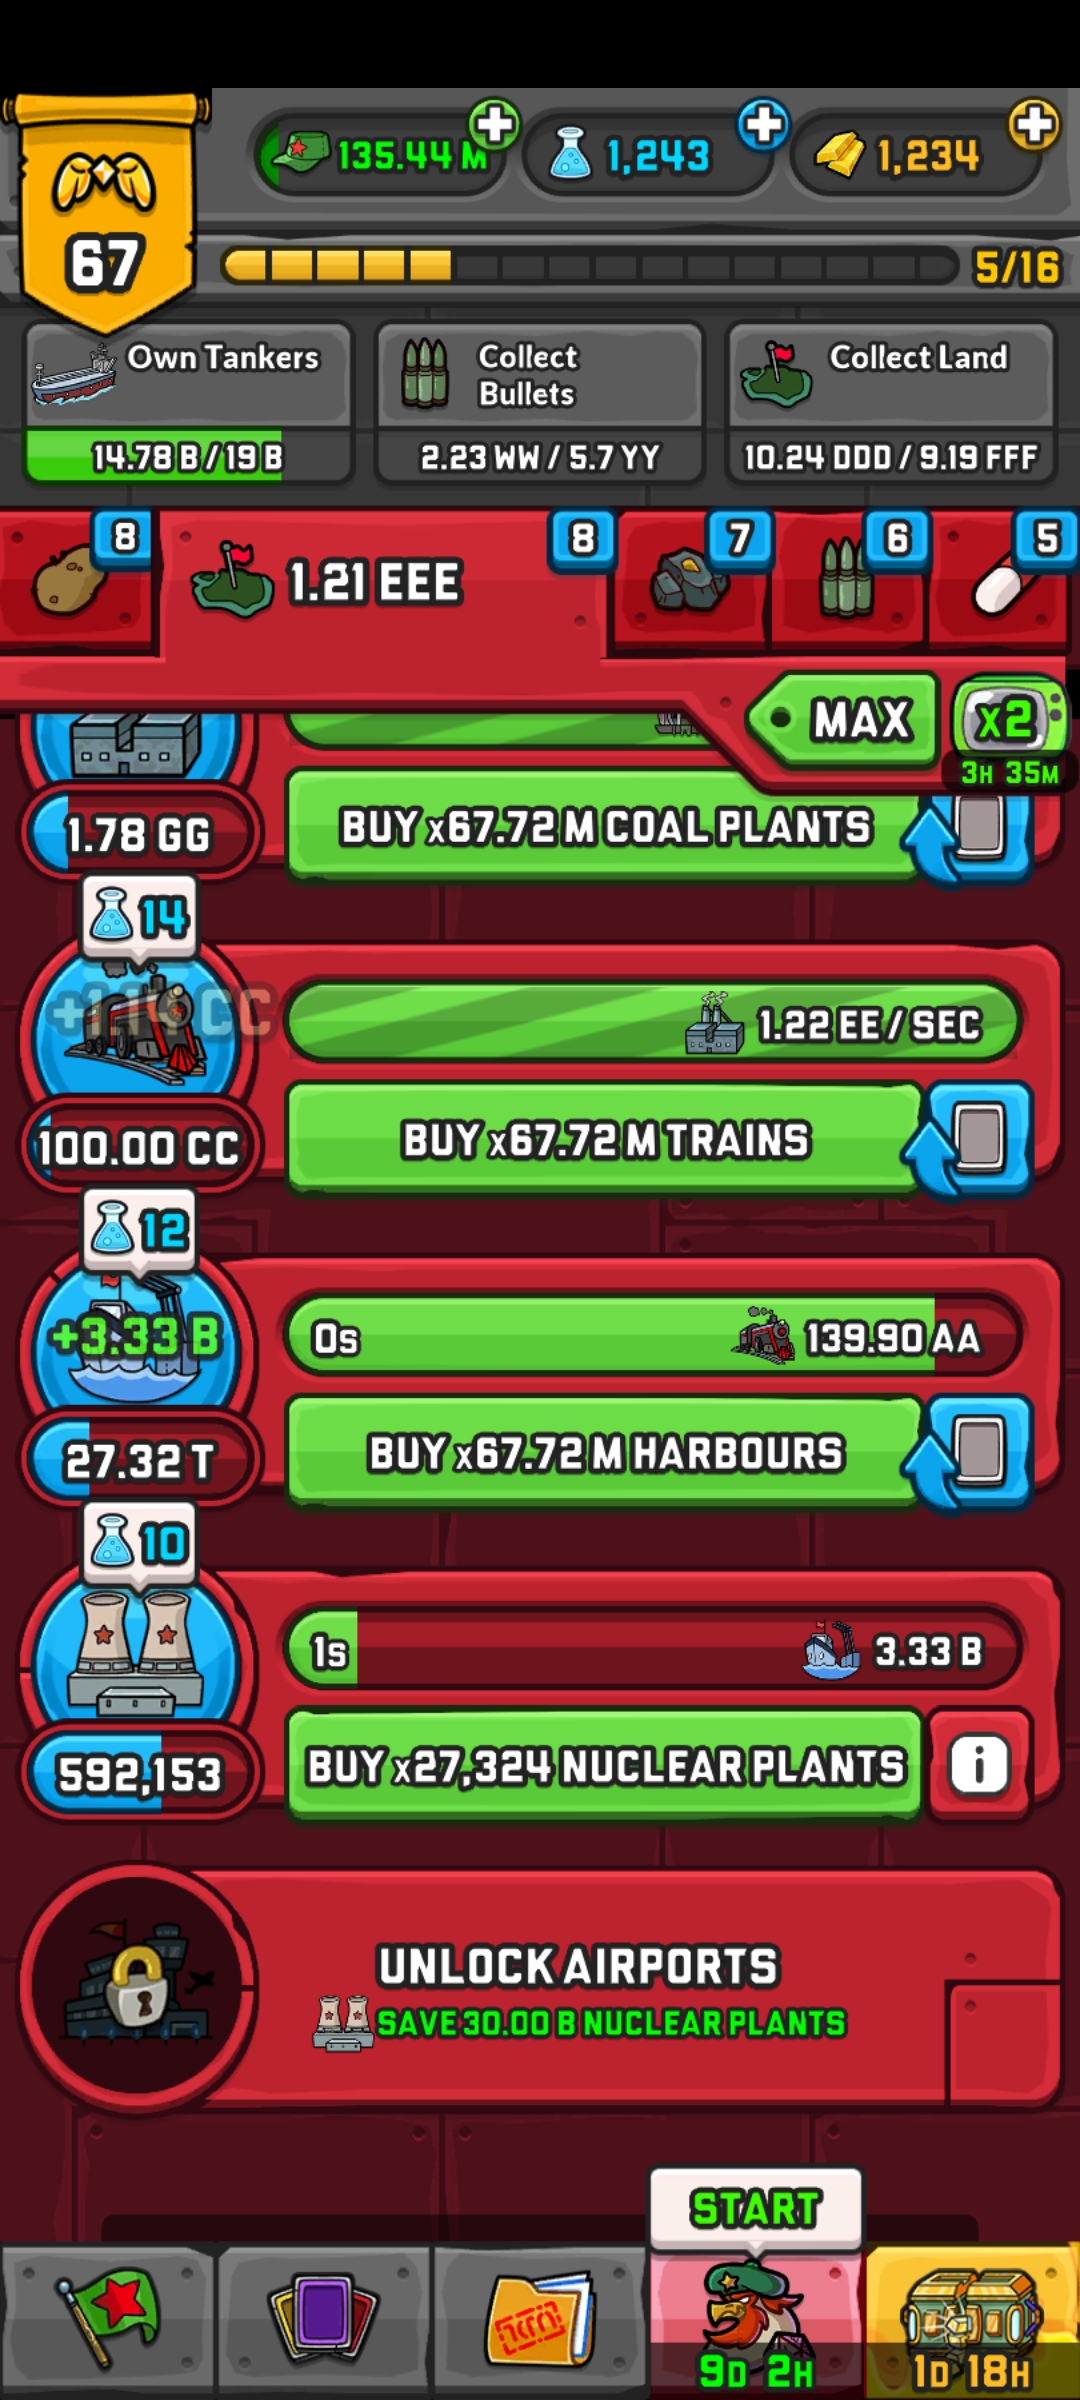 135.44 M
1,243
1,234
67
5/16
Own Tankers
14.78 B / 19 B
Collect
Bullets
2.23 WW / 5.7 YY
Collect Land
10.24 DDD / 9.19 FFF
8
1.21 EEE
8
7
6
5
MAX
x2
3H 35M
1.78 GG
BUY x67.72 M COAL PLANTS
14
1.22 EE / SEC
100.00 CC
BUY x67.72 M TRAINS
12
+3.33 B
0s
139.90 AA
27.32 T
BUY x67.72 M HARBOURS
10
1s
3.33 B
592,153
BUY x27,324 NUCLEAR PLANTS
i
UNLOCK AIRPORTS
SAVE 30.00 B NUCLEAR PLANTS
START
9D 2H
1D 18H